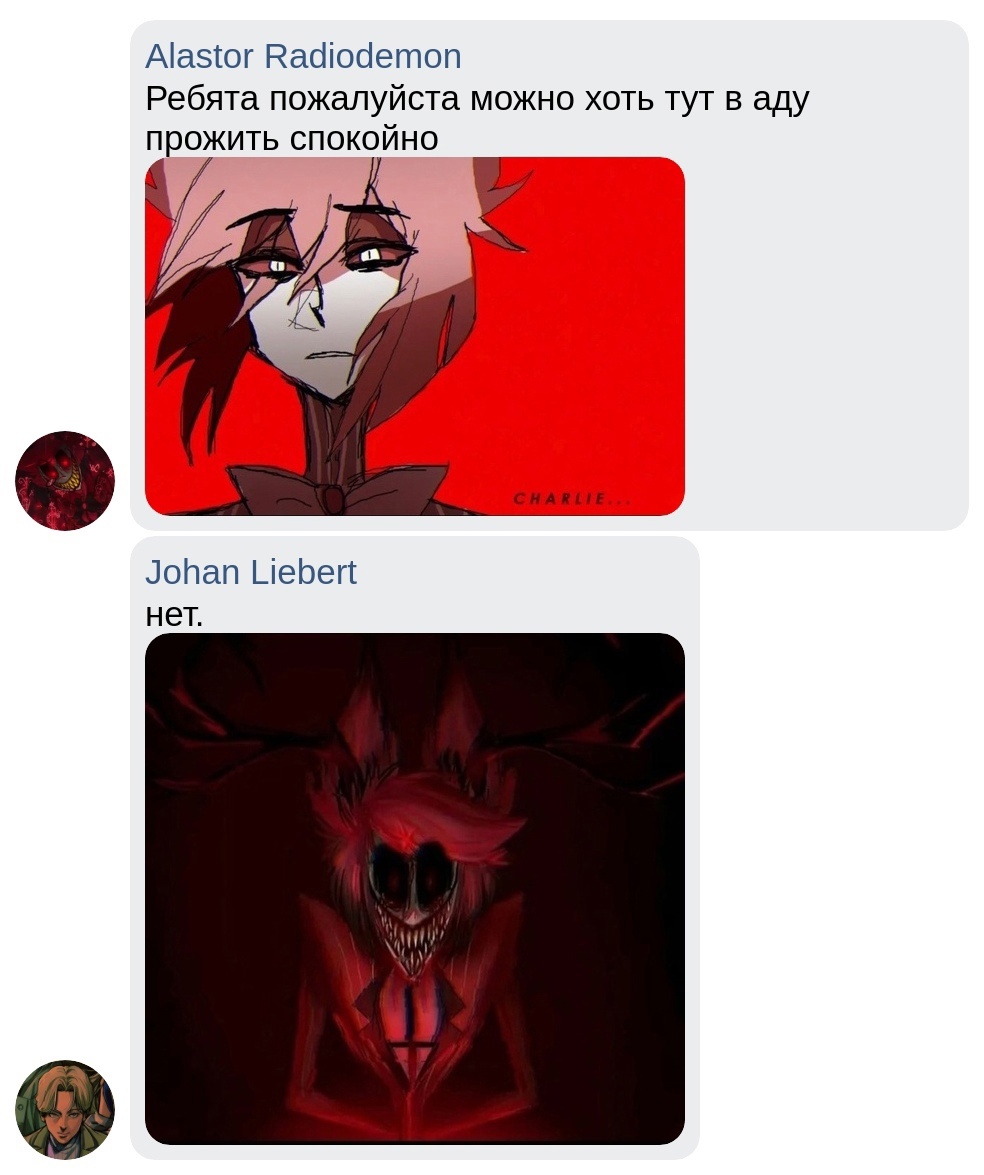 Alastor Radiodemon
Ребята пожалуйста можно хоть тут в аду
прожить спокойно
CHARLIE...
Johan Liebert
нет.